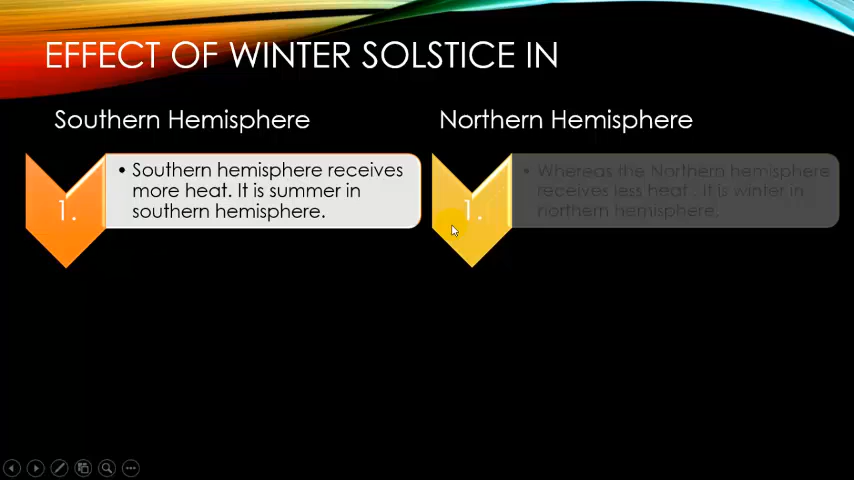 EFFECT OF WINTER SOLSTICE IN
Southern Hemisphere
Northern Hemisphere
1.
• Southern hemisphere receives
more heat. It is summer in
southern hemisphere.
1.
• Whereas the Northern hemisphere
receives less heat . It is winter in
northern hemisphere.